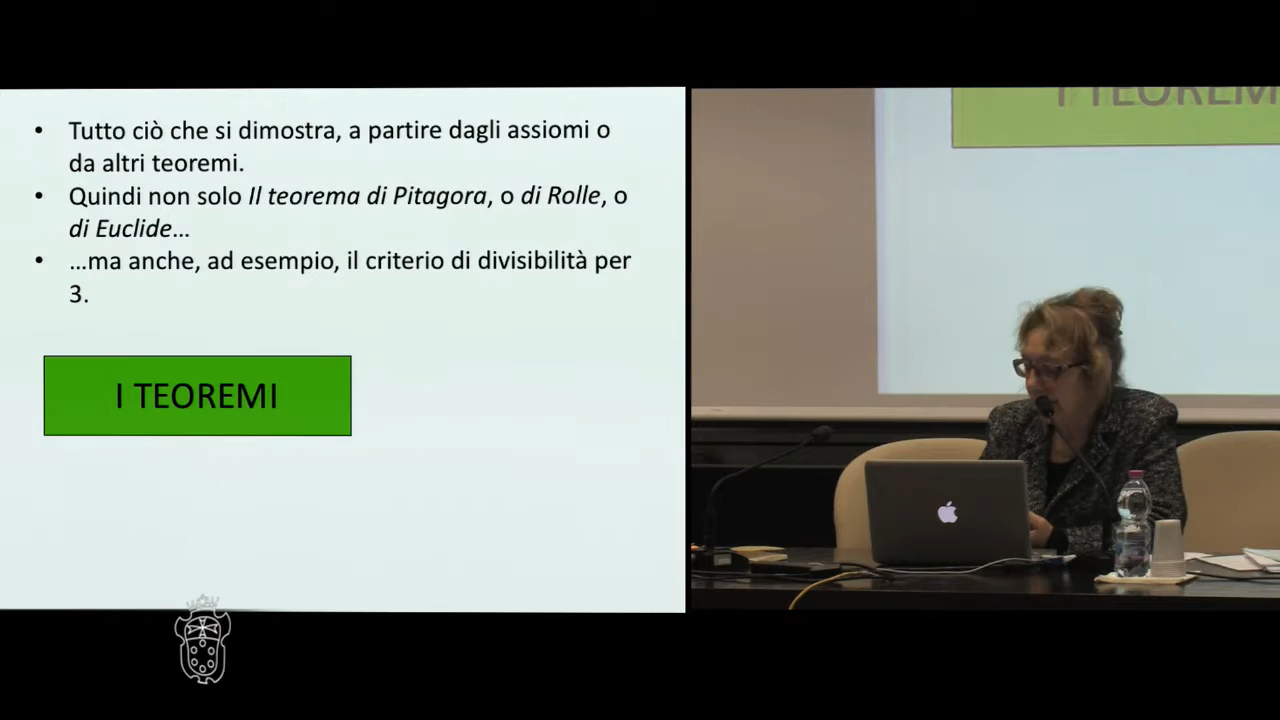 • Tutto ciò che si dimostra, a partire dagli assiomi o
da altri teoremi.
• Quindi non solo Il teorema di Pitagora, o di Rolle, o
di Euclide…
• …ma anche, ad esempio, il criterio di divisibilità per
3.
I TEOREMI
I TEOREM